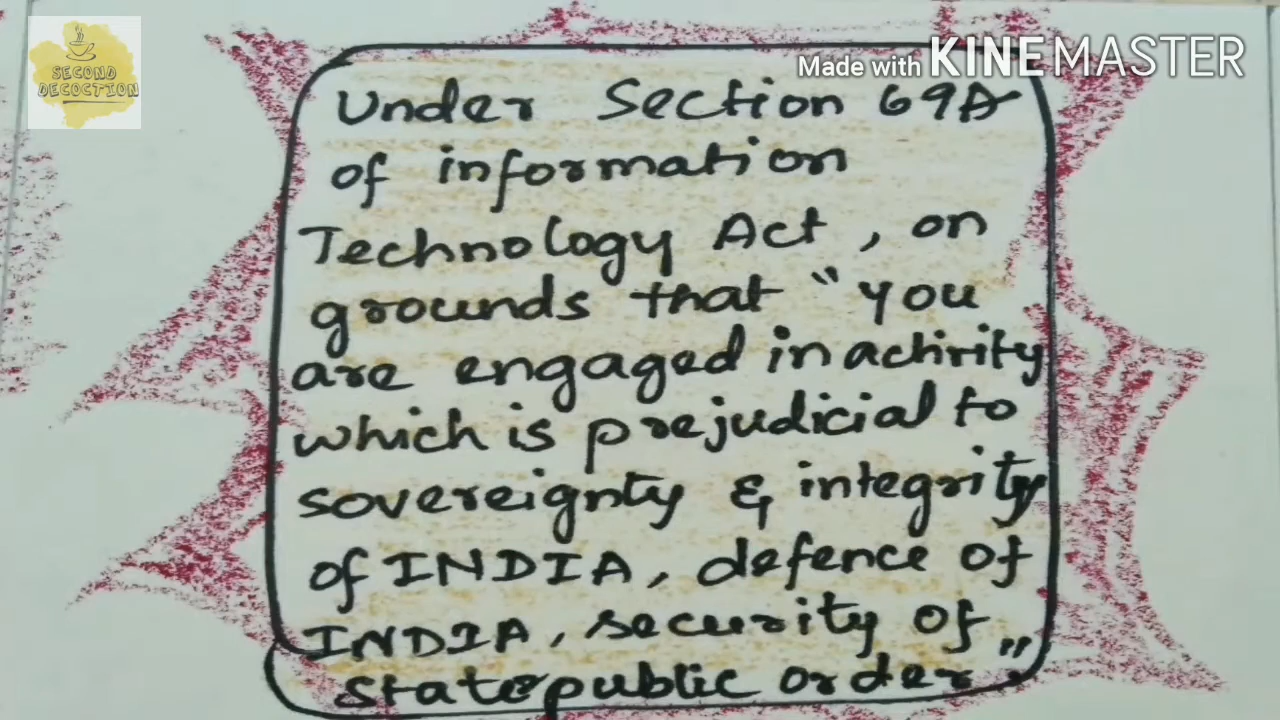 SECOND
DECOCTION
Made with KINEMASTER
Under Section 69A
of information
Technology Act, on
grounds that "you
are engaged in activity
which is prejudicial to
sovereignty & integrity
of INDIA, defence of
INDIA, security of
state public order".